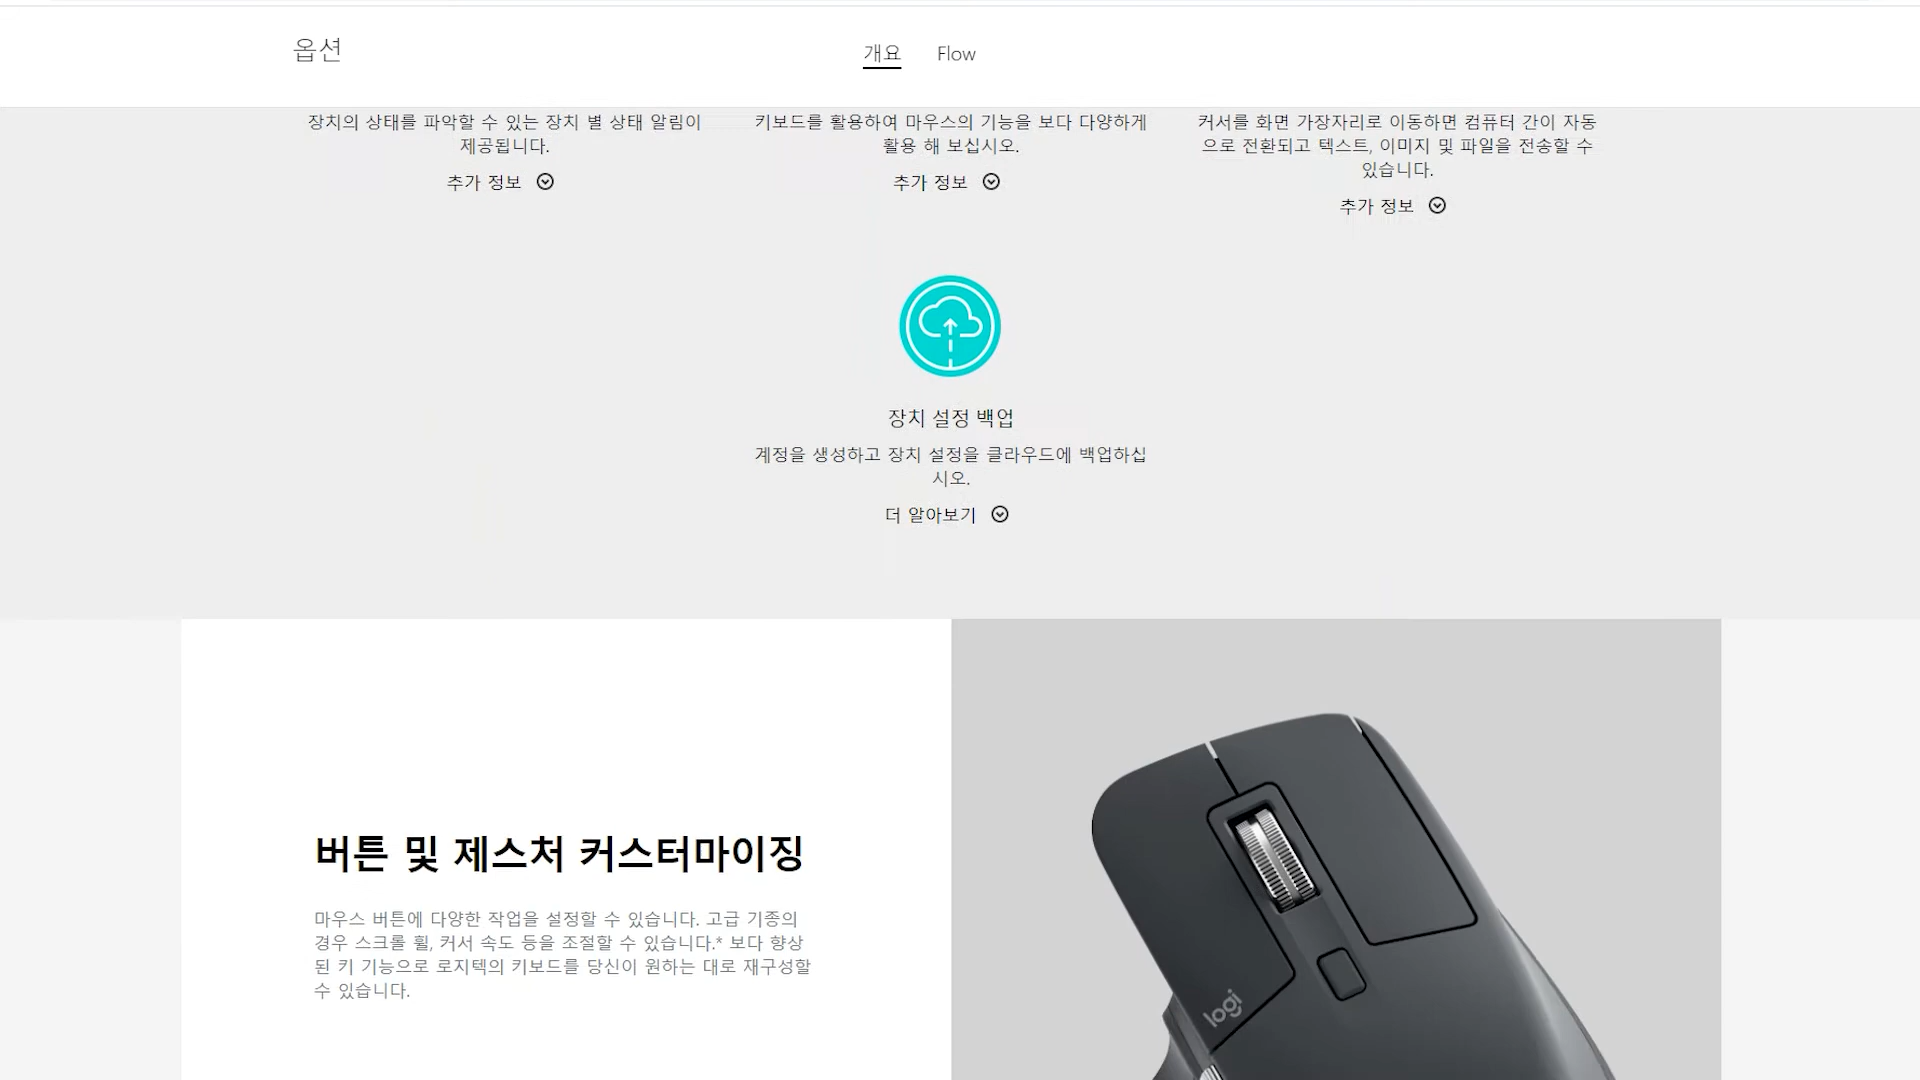 옵션
개요
Flow
장치의 상태를 파악할 수 있는 장치 별 상태 알림이
제공됩니다.
추가 정보
키보드를 활용하여 마우스의 기능을 보다 다양하게
활용 해 보십시오.
추가 정보
커서를 화면 가장자리로 이동하면 컴퓨터 간이 자동
으로 전환되고 텍스트, 이미지 및 파일을 전송할 수
있습니다.
추가 정보
장치 설정 백업
계정을 생성하고 장치 설정을 클라우드에 백업하십
시오.
더 알아보기
버튼 및 제스처 커스터마이징
마우스 버튼에 다양한 작업을 설정할 수 있습니다. 고급 기종의
경우 스크롤 휠, 커서 속도 등을 조절할 수 있습니다.* 보다 향상
된 키 기능으로 로지텍의 키보드를 당신이 원하는 대로 재구성할
수 있습니다.
logi